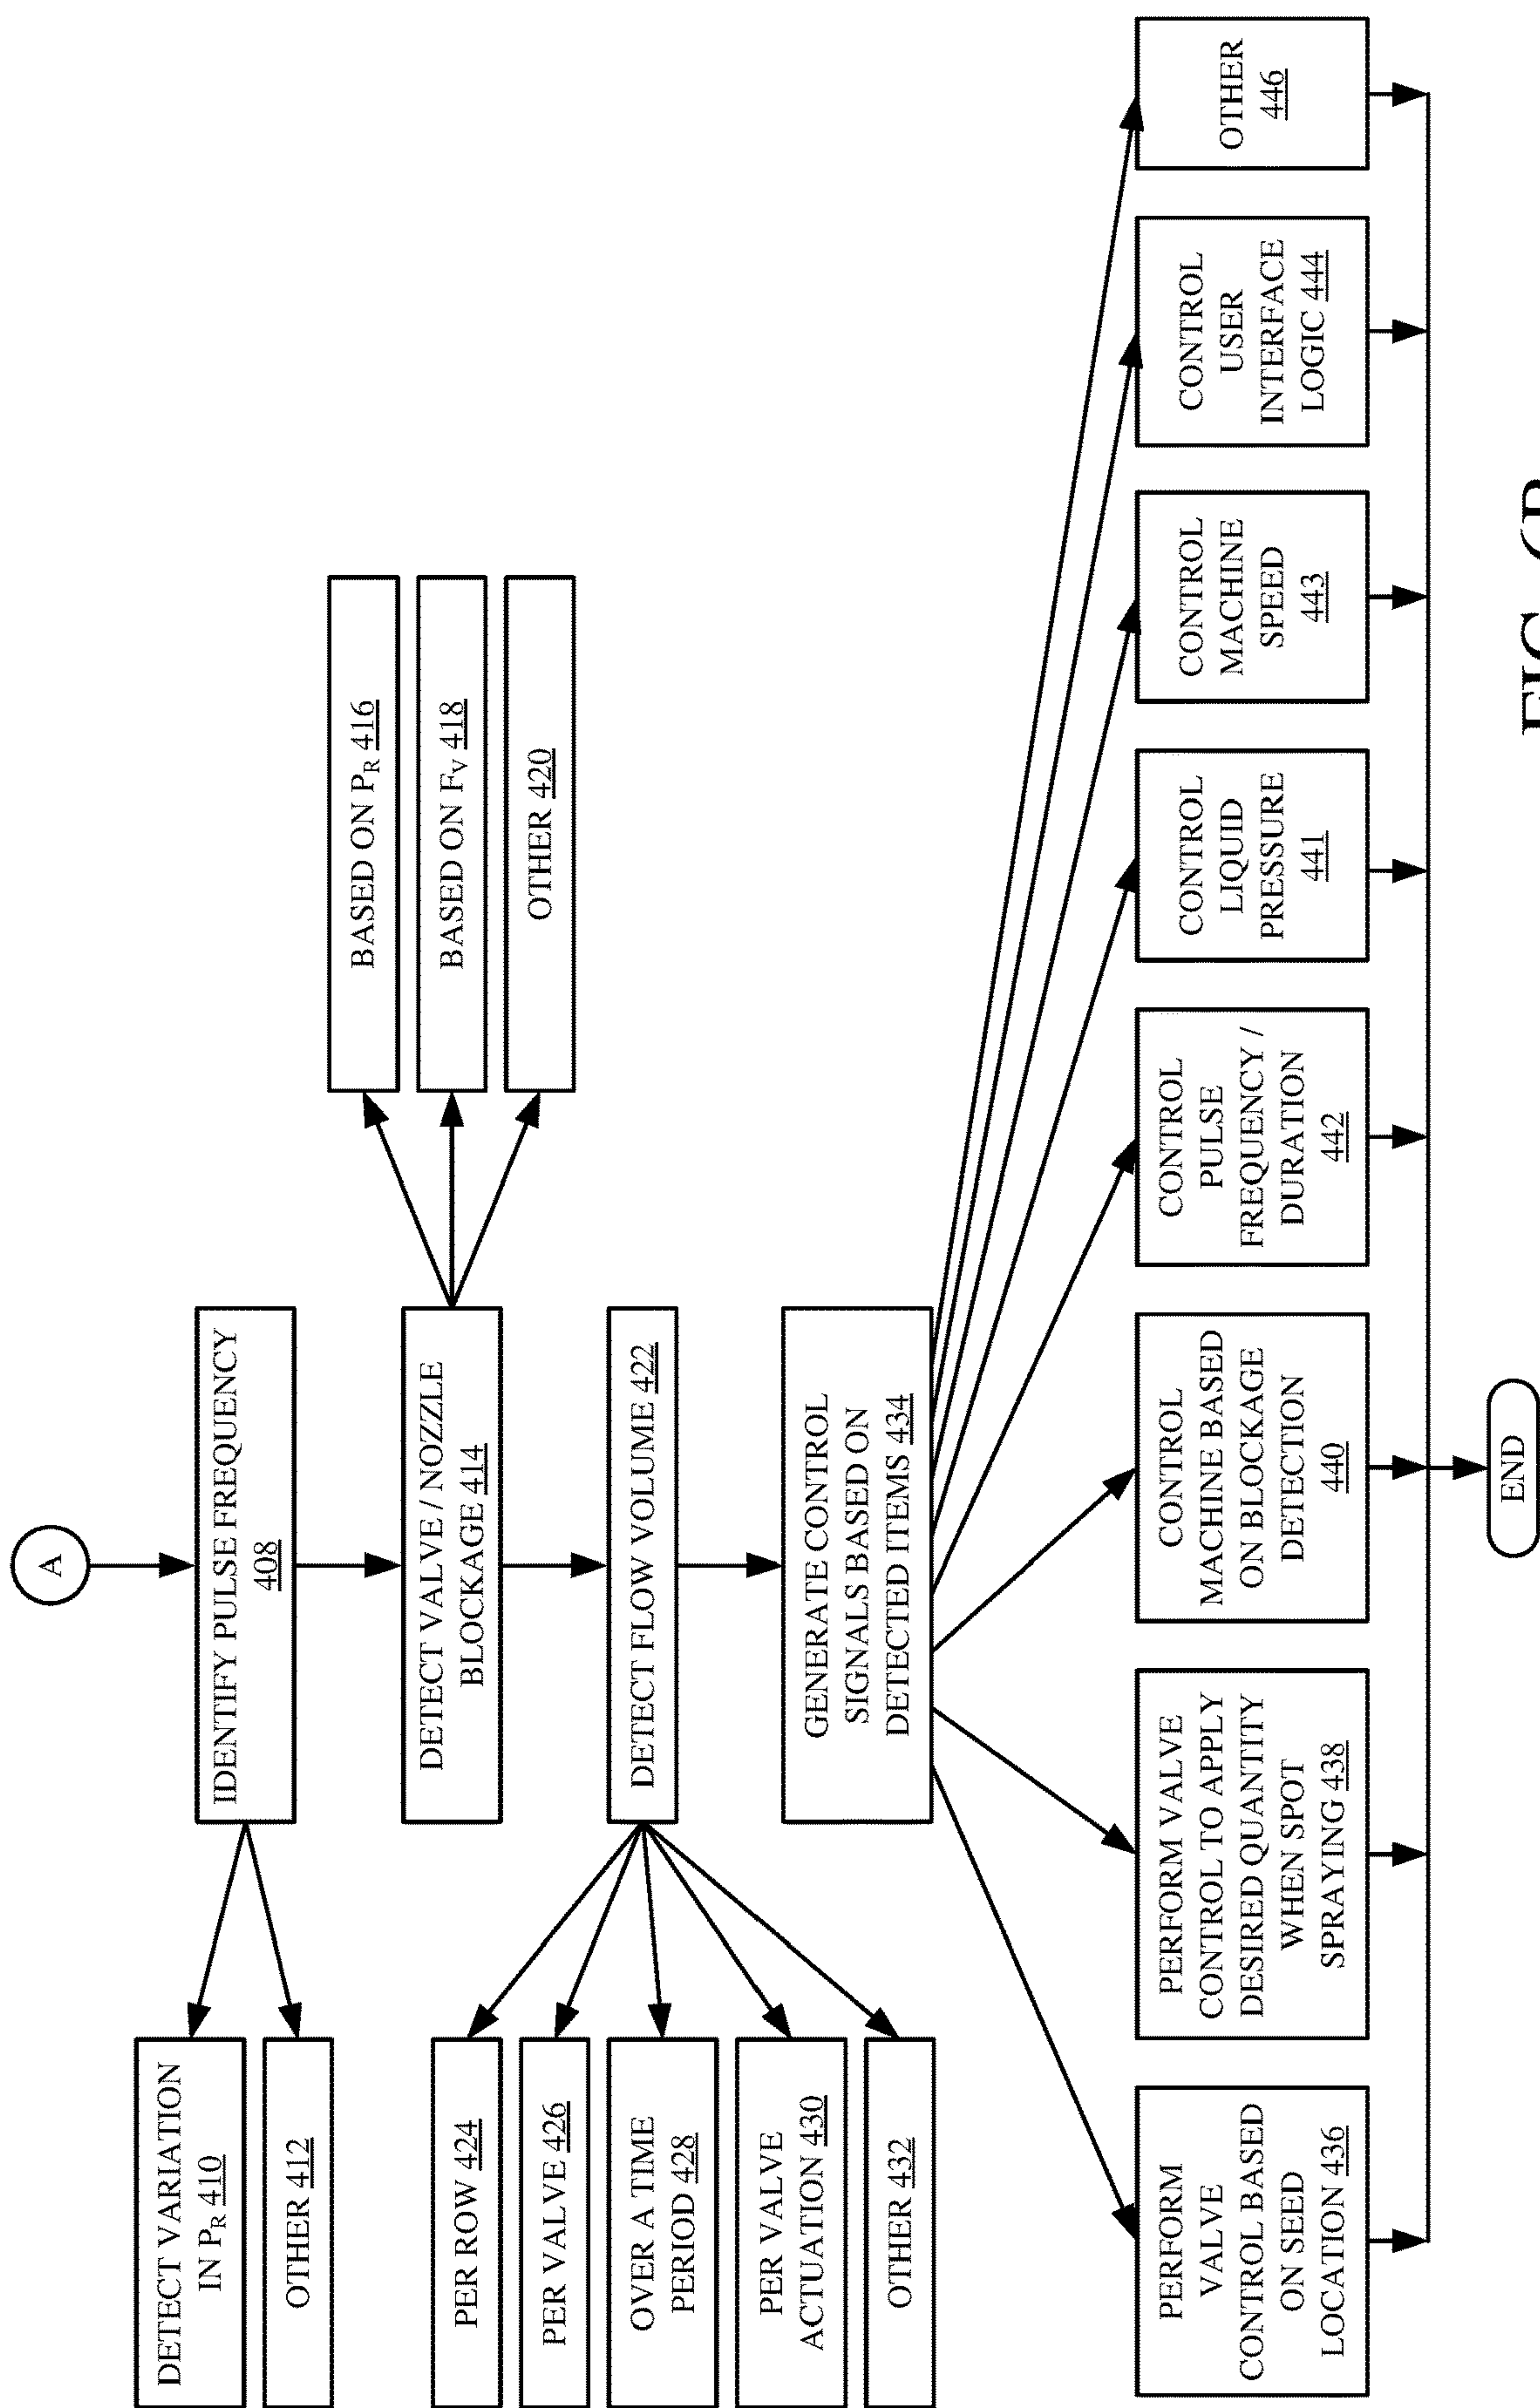 A
IDENTIFY PULSE FREQUENCY
408
DETECT VARIATION
IN PR 410
OTHER 412
DETECT VALVE / NOZZLE
BLOCKAGE 414
BASED ON PR 416
BASED ON FV 418
OTHER 420
DETECT FLOW VOLUME 422
PER ROW 424
PER VALVE 426
OVER A TIME
PERIOD 428
PER VALVE
ACTUATION 430
OTHER 432
GENERATE CONTROL
SIGNALS BASED ON
DETECTED ITEMS 434
PERFORM
VALVE
CONTROL BASED
ON SEED
LOCATION 436
PERFORM VALVE
CONTROL TO APPLY
DESIRED QUANTITY
WHEN SPOT
SPRAYING 438
CONTROL
MACHINE BASED
ON BLOCKAGE
DETECTION
440
CONTROL
PULSE
FREQUENCY /
DURATION
442
CONTROL
LIQUID
PRESSURE
441
CONTROL
MACHINE
SPEED
443
CONTROL
USER
INTERFACE
LOGIC 444
OTHER
446
END